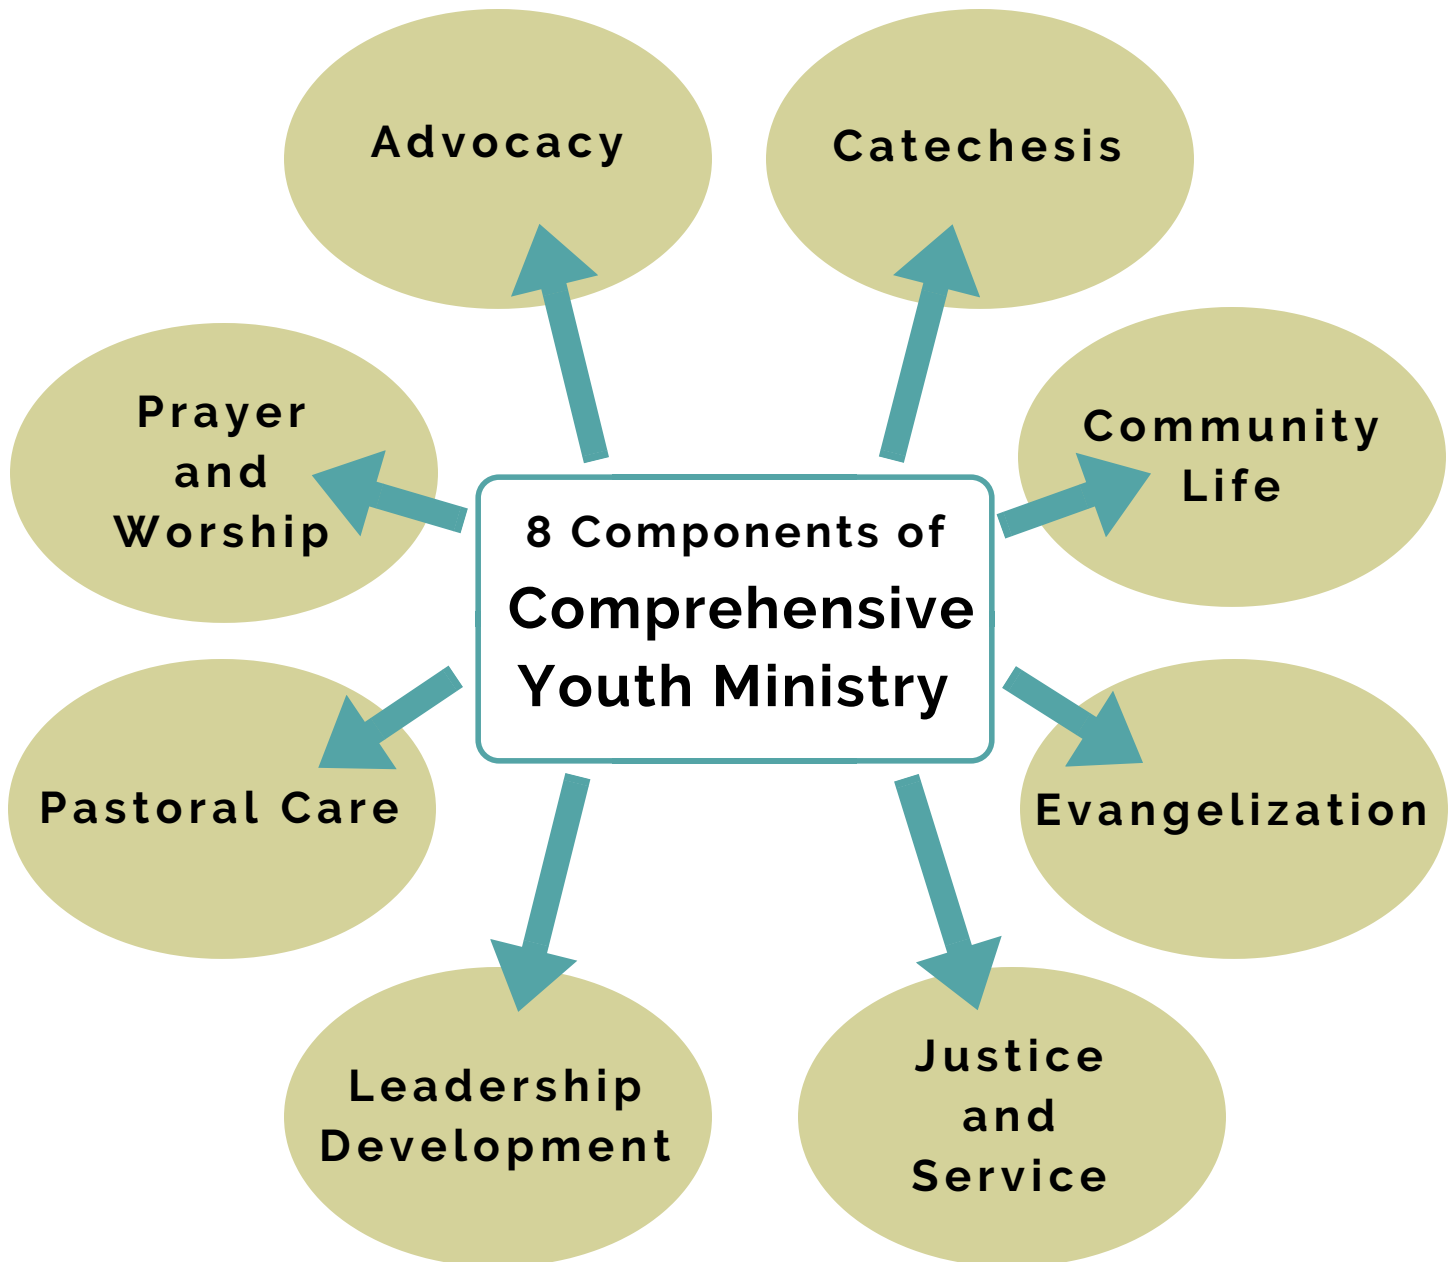 Advocacy
Catechesis
Prayer
and
Worship
Community
Life
8 Components of
Comprehensive
Youth Ministry
Pastoral Care
Evangelization
Leadership
Development
Justice
and
Service